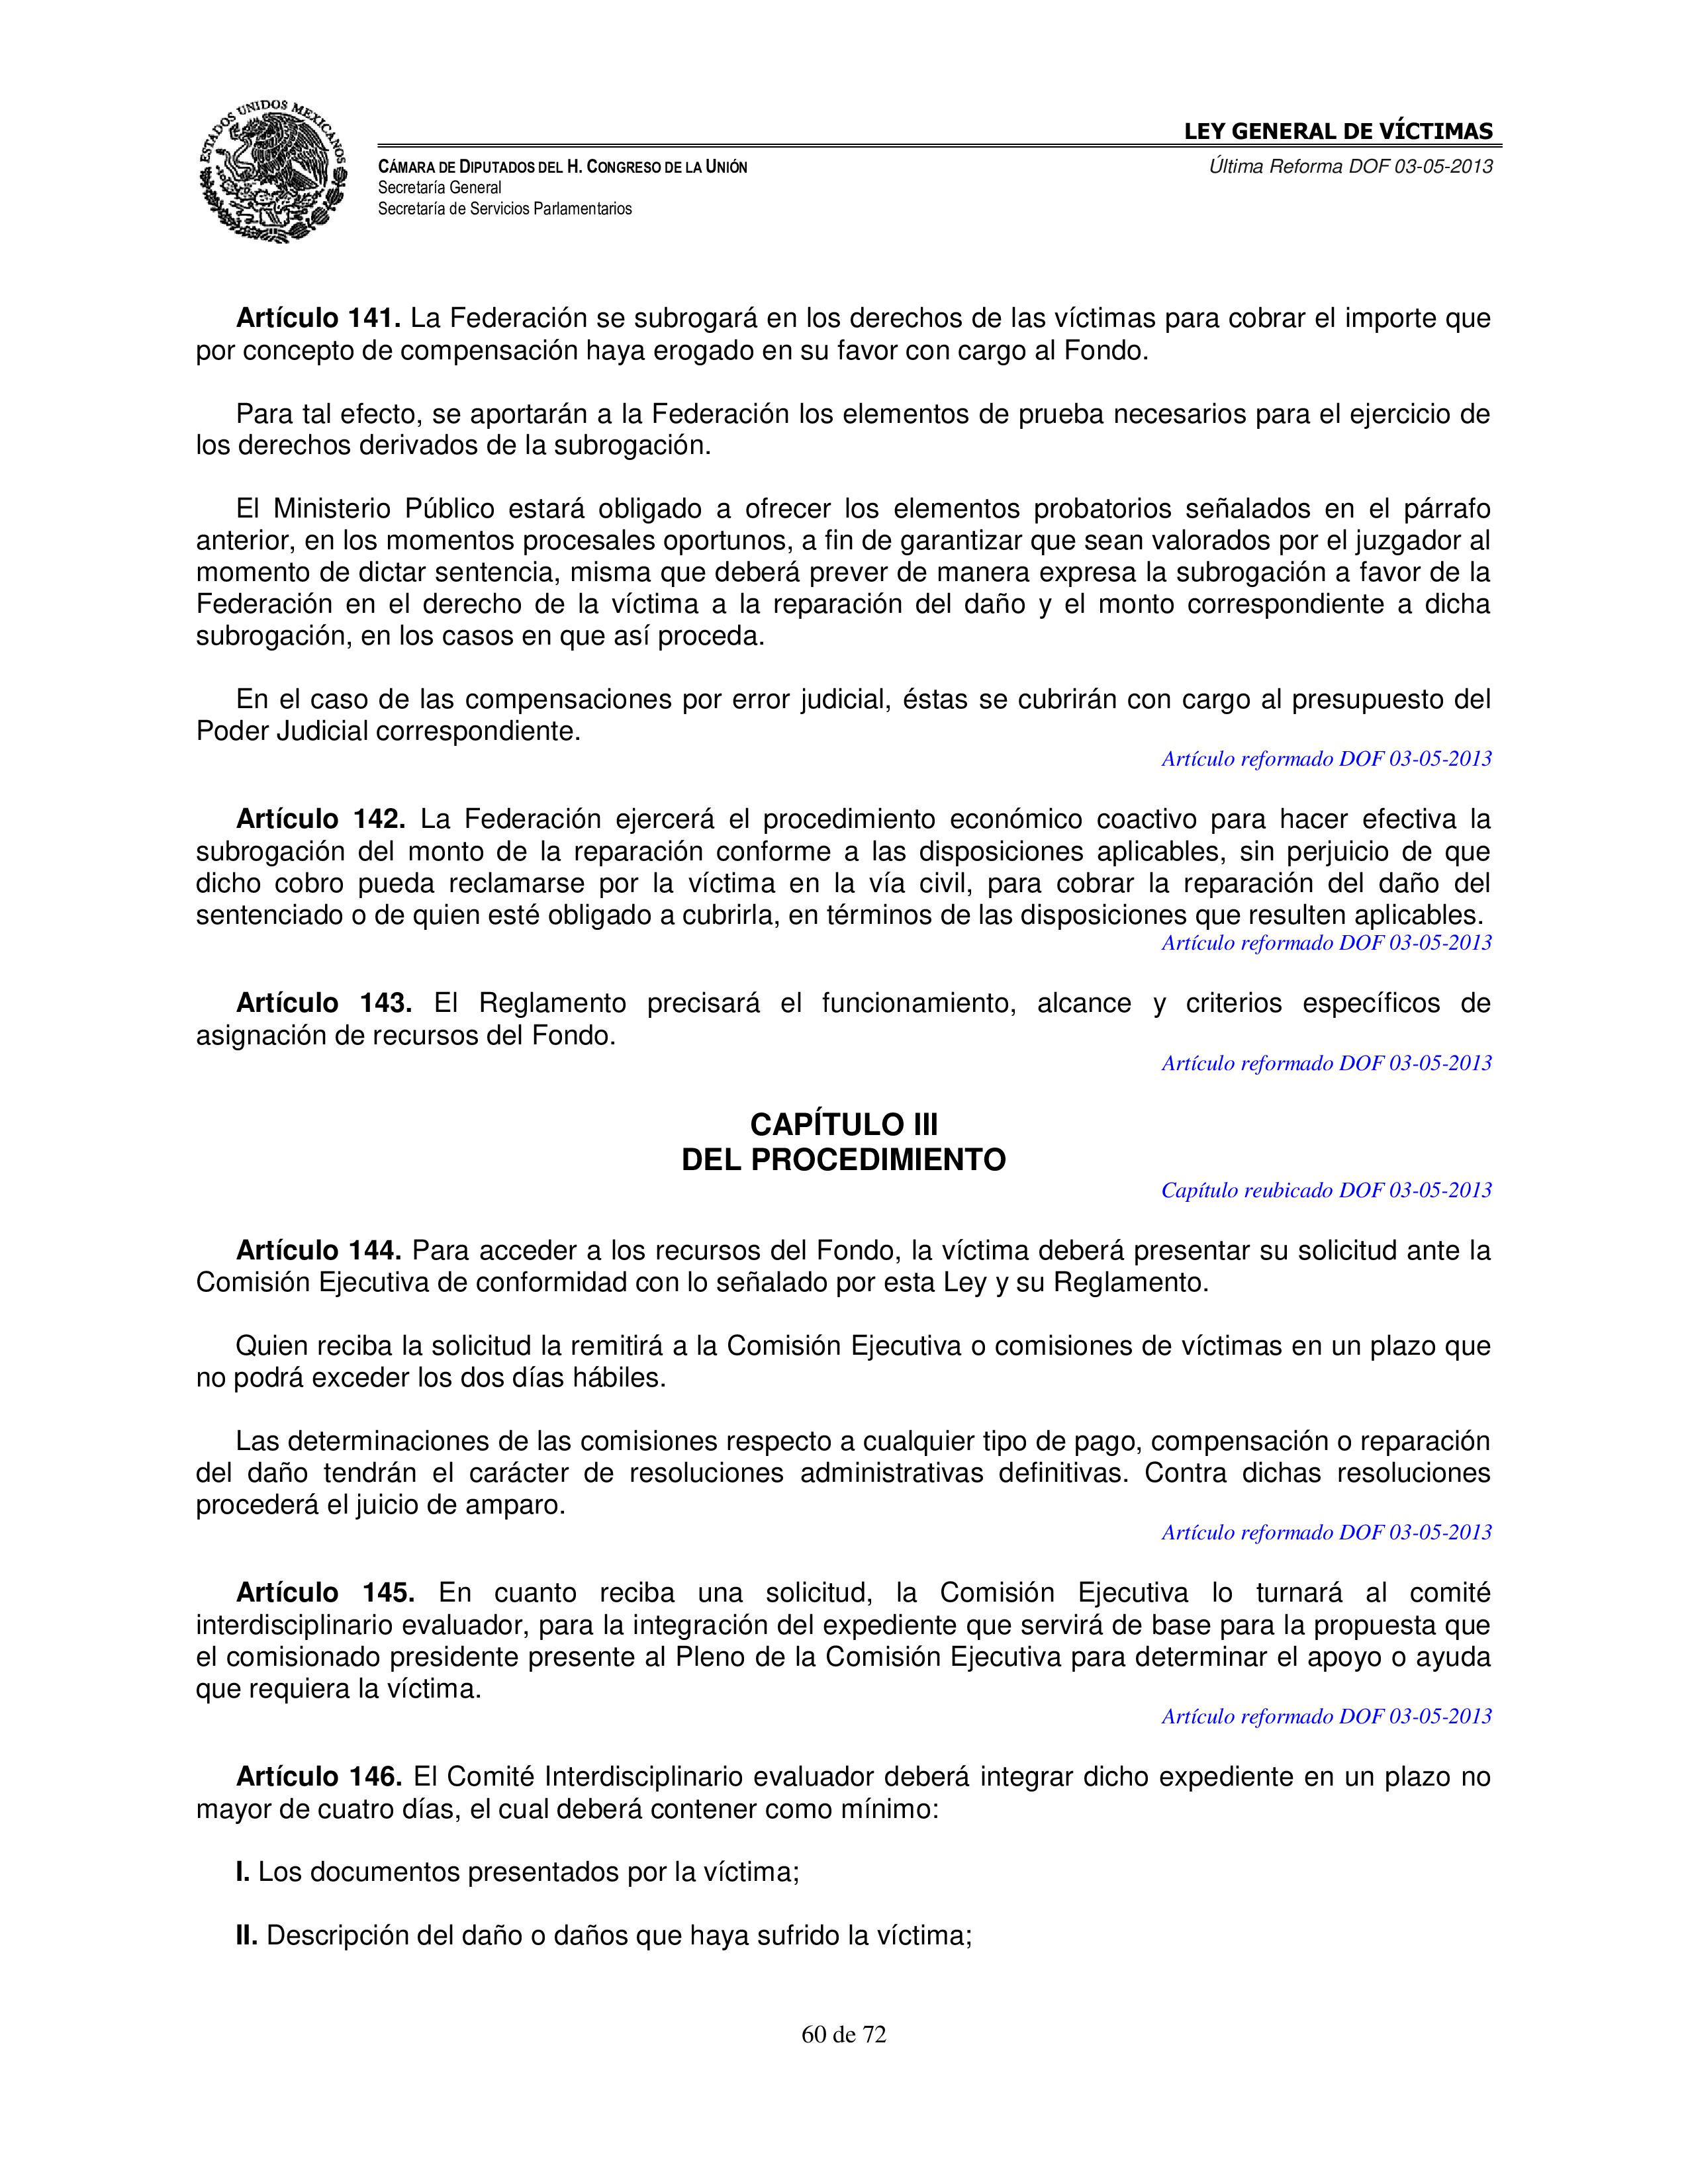 ESTADOS UNIDOS MEXICANOS
LEY GENERAL DE VÍCTIMAS
CÁMARA DE DIPUTADOS DEL H. CONGRESO DE LA UNIÓN
Última Reforma DOF 03-05-2013
Secretaría General
Secretaría de Servicios Parlamentarios
Artículo 141. La Federación se subrogará en los derechos de las víctimas para cobrar el importe que
por concepto de compensación haya erogado en su favor con cargo al Fondo.
Para tal efecto, se aportarán a la Federación los elementos de prueba necesarios para el ejercicio de
los derechos derivados de la subrogación.
El Ministerio Público estará obligado a ofrecer los elementos probatorios señalados en el párrafo
anterior, en los momentos procesales oportunos, a fin de garantizar que sean valorados por el juzgador al
momento de dictar sentencia, misma que deberá prever de manera expresa la subrogación a favor de la
Federación en el derecho de la víctima a la reparación del daño y el monto correspondiente a dicha
subrogación, en los casos en que así proceda.
En el caso de las compensaciones por error judicial, éstas se cubrirán con cargo al presupuesto del
Poder Judicial correspondiente.
Artículo reformado DOF 03-05-2013
Artículo 142. La Federación ejercerá el procedimiento económico coactivo para hacer efectiva la
subrogación del monto de la reparación conforme a las disposiciones aplicables, sin perjuicio de que
dicho cobro pueda reclamarse por la víctima en la vía civil, para cobrar la reparación del daño del
sentenciado o de quien esté obligado a cubrirla, en términos de las disposiciones que resulten aplicables.
Artículo reformado DOF 03-05-2013
Artículo 143. El Reglamento precisará el funcionamiento, alcance y criterios específicos de
asignación de recursos del Fondo.
Artículo reformado DOF 03-05-2013
CAPÍTULO III
DEL PROCEDIMIENTO
Capítulo reubicado DOF 03-05-2013
Artículo 144. Para acceder a los recursos del Fondo, la víctima deberá presentar su solicitud ante la
Comisión Ejecutiva de conformidad con lo señalado por esta Ley y su Reglamento.
Quien reciba la solicitud la remitirá a la Comisión Ejecutiva o comisiones de víctimas en un plazo que
no podrá exceder los dos días hábiles.
Las determinaciones de las comisiones respecto a cualquier tipo de pago, compensación o reparación
del daño tendrán el carácter de resoluciones administrativas definitivas. Contra dichas resoluciones
procederá el juicio de amparo.
Artículo reformado DOF 03-05-2013
Artículo 145. En cuanto reciba una solicitud, la Comisión Ejecutiva lo turnará al comité
interdisciplinario evaluador, para la integración del expediente que servirá de base para la propuesta que
el comisionado presidente presente al Pleno de la Comisión Ejecutiva para determinar el apoyo o ayuda
que requiera la víctima.
Artículo reformado DOF 03-05-2013
Artículo 146. El Comité Interdisciplinario evaluador deberá integrar dicho expediente en un plazo no
mayor de cuatro días, el cual deberá contener como mínimo:
I. Los documentos presentados por la víctima;
II. Descripción del daño o daños que haya sufrido la víctima;
60 de 72